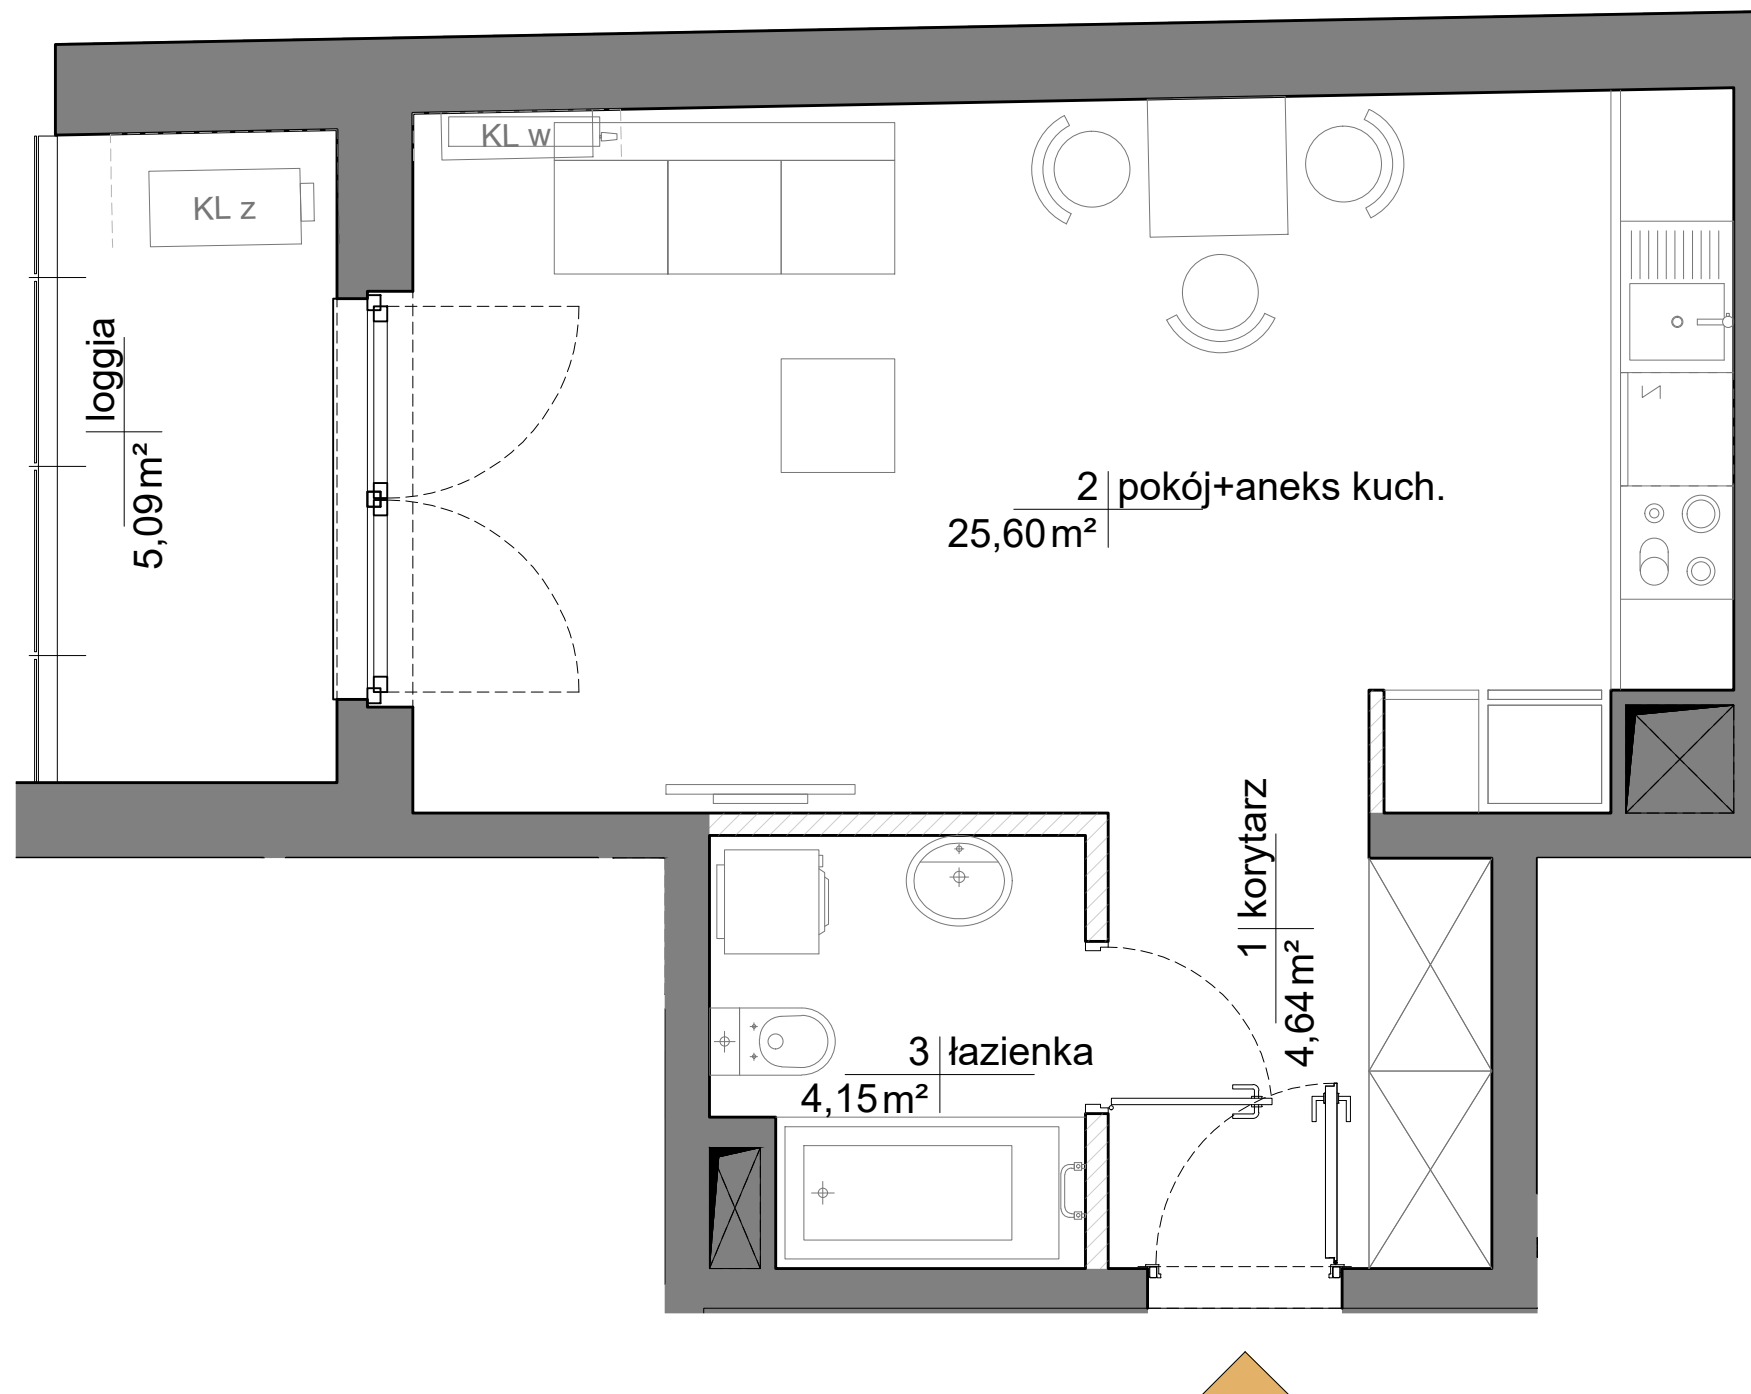 KL w
KL z
loggia
5,09 m²
2 pokój+aneks kuch.
25,60 m²
1 korytarz
4,64 m²
3 łazienka
4,15 m²